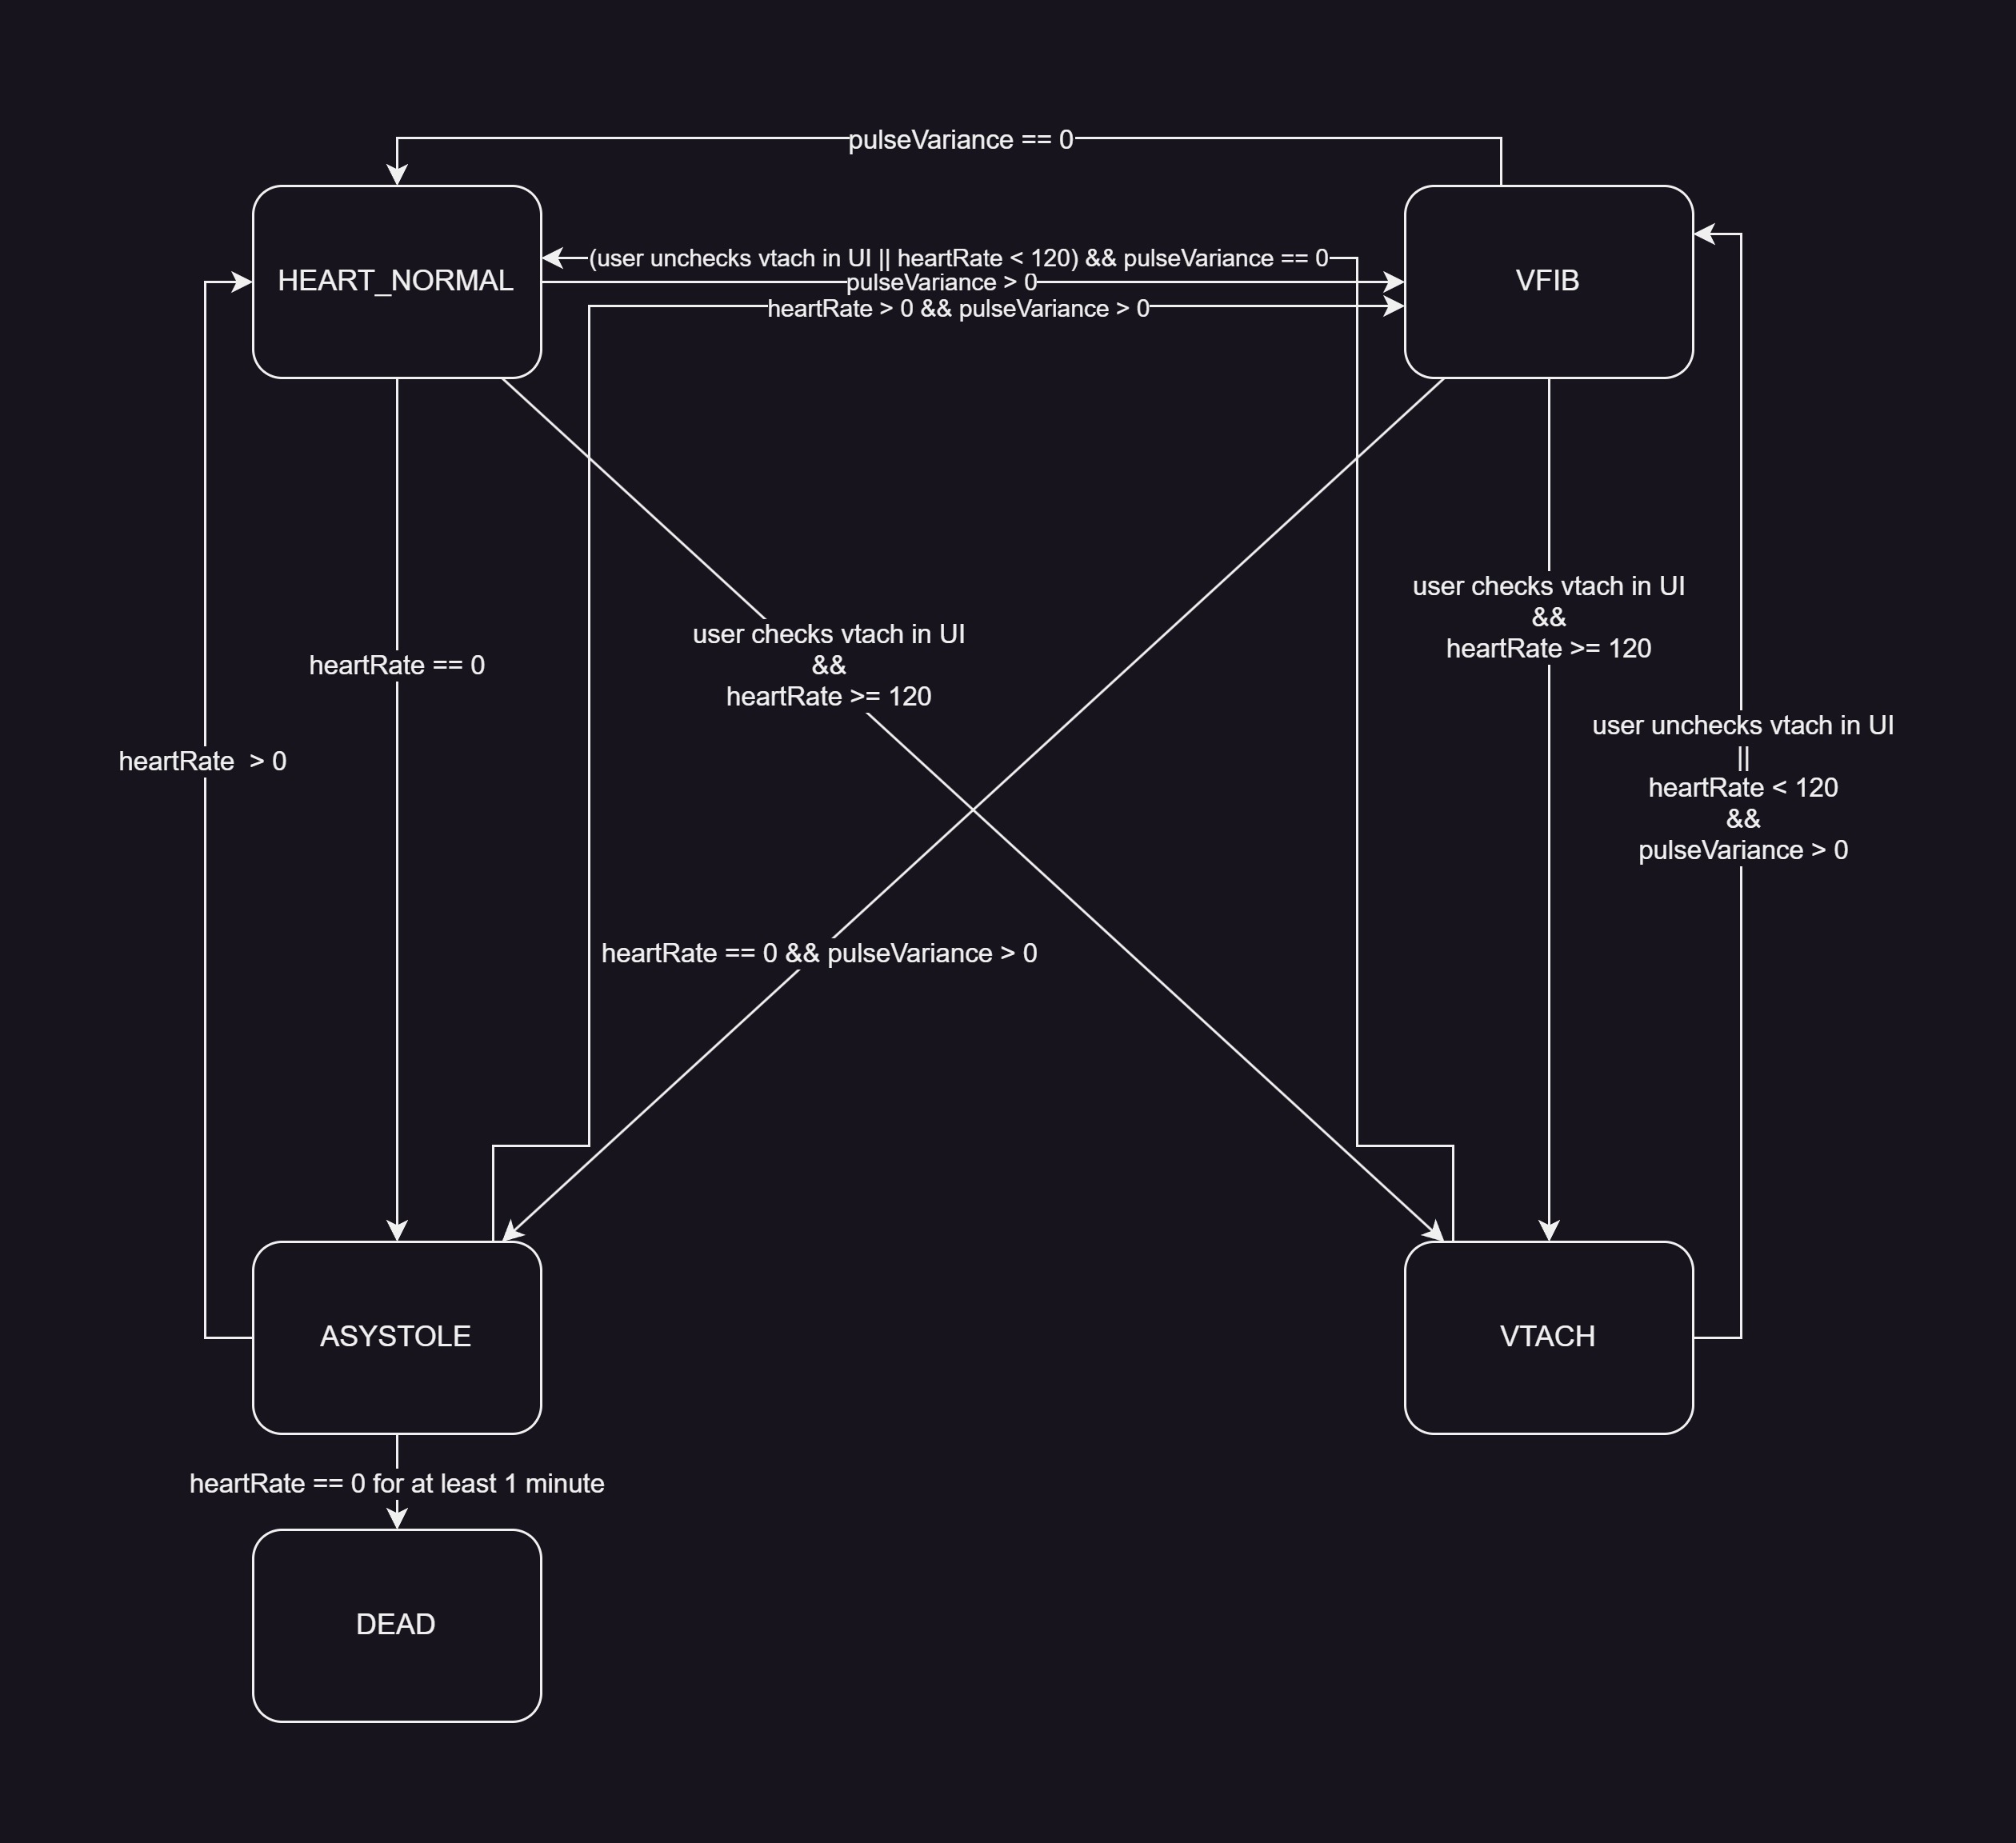 pulseVariance == 0
(user unchecks vtach in UI || heartRate < 120) && pulseVariance == 0
HEART_NORMAL
pulseVariance > 0
VFIB
heartRate > 0 && pulseVariance > 0
user checks vtach in UI
&&
heartRate >= 120
user checks vtach in UI
&&
heartRate >= 120
heartRate == 0
user unchecks vtach in UI
||
heartRate < 120
&&
pulseVariance > 0
heartRate  > 0
heartRate == 0 && pulseVariance > 0
ASYSTOLE
VTACH
heartRate == 0 for at least 1 minute
DEAD